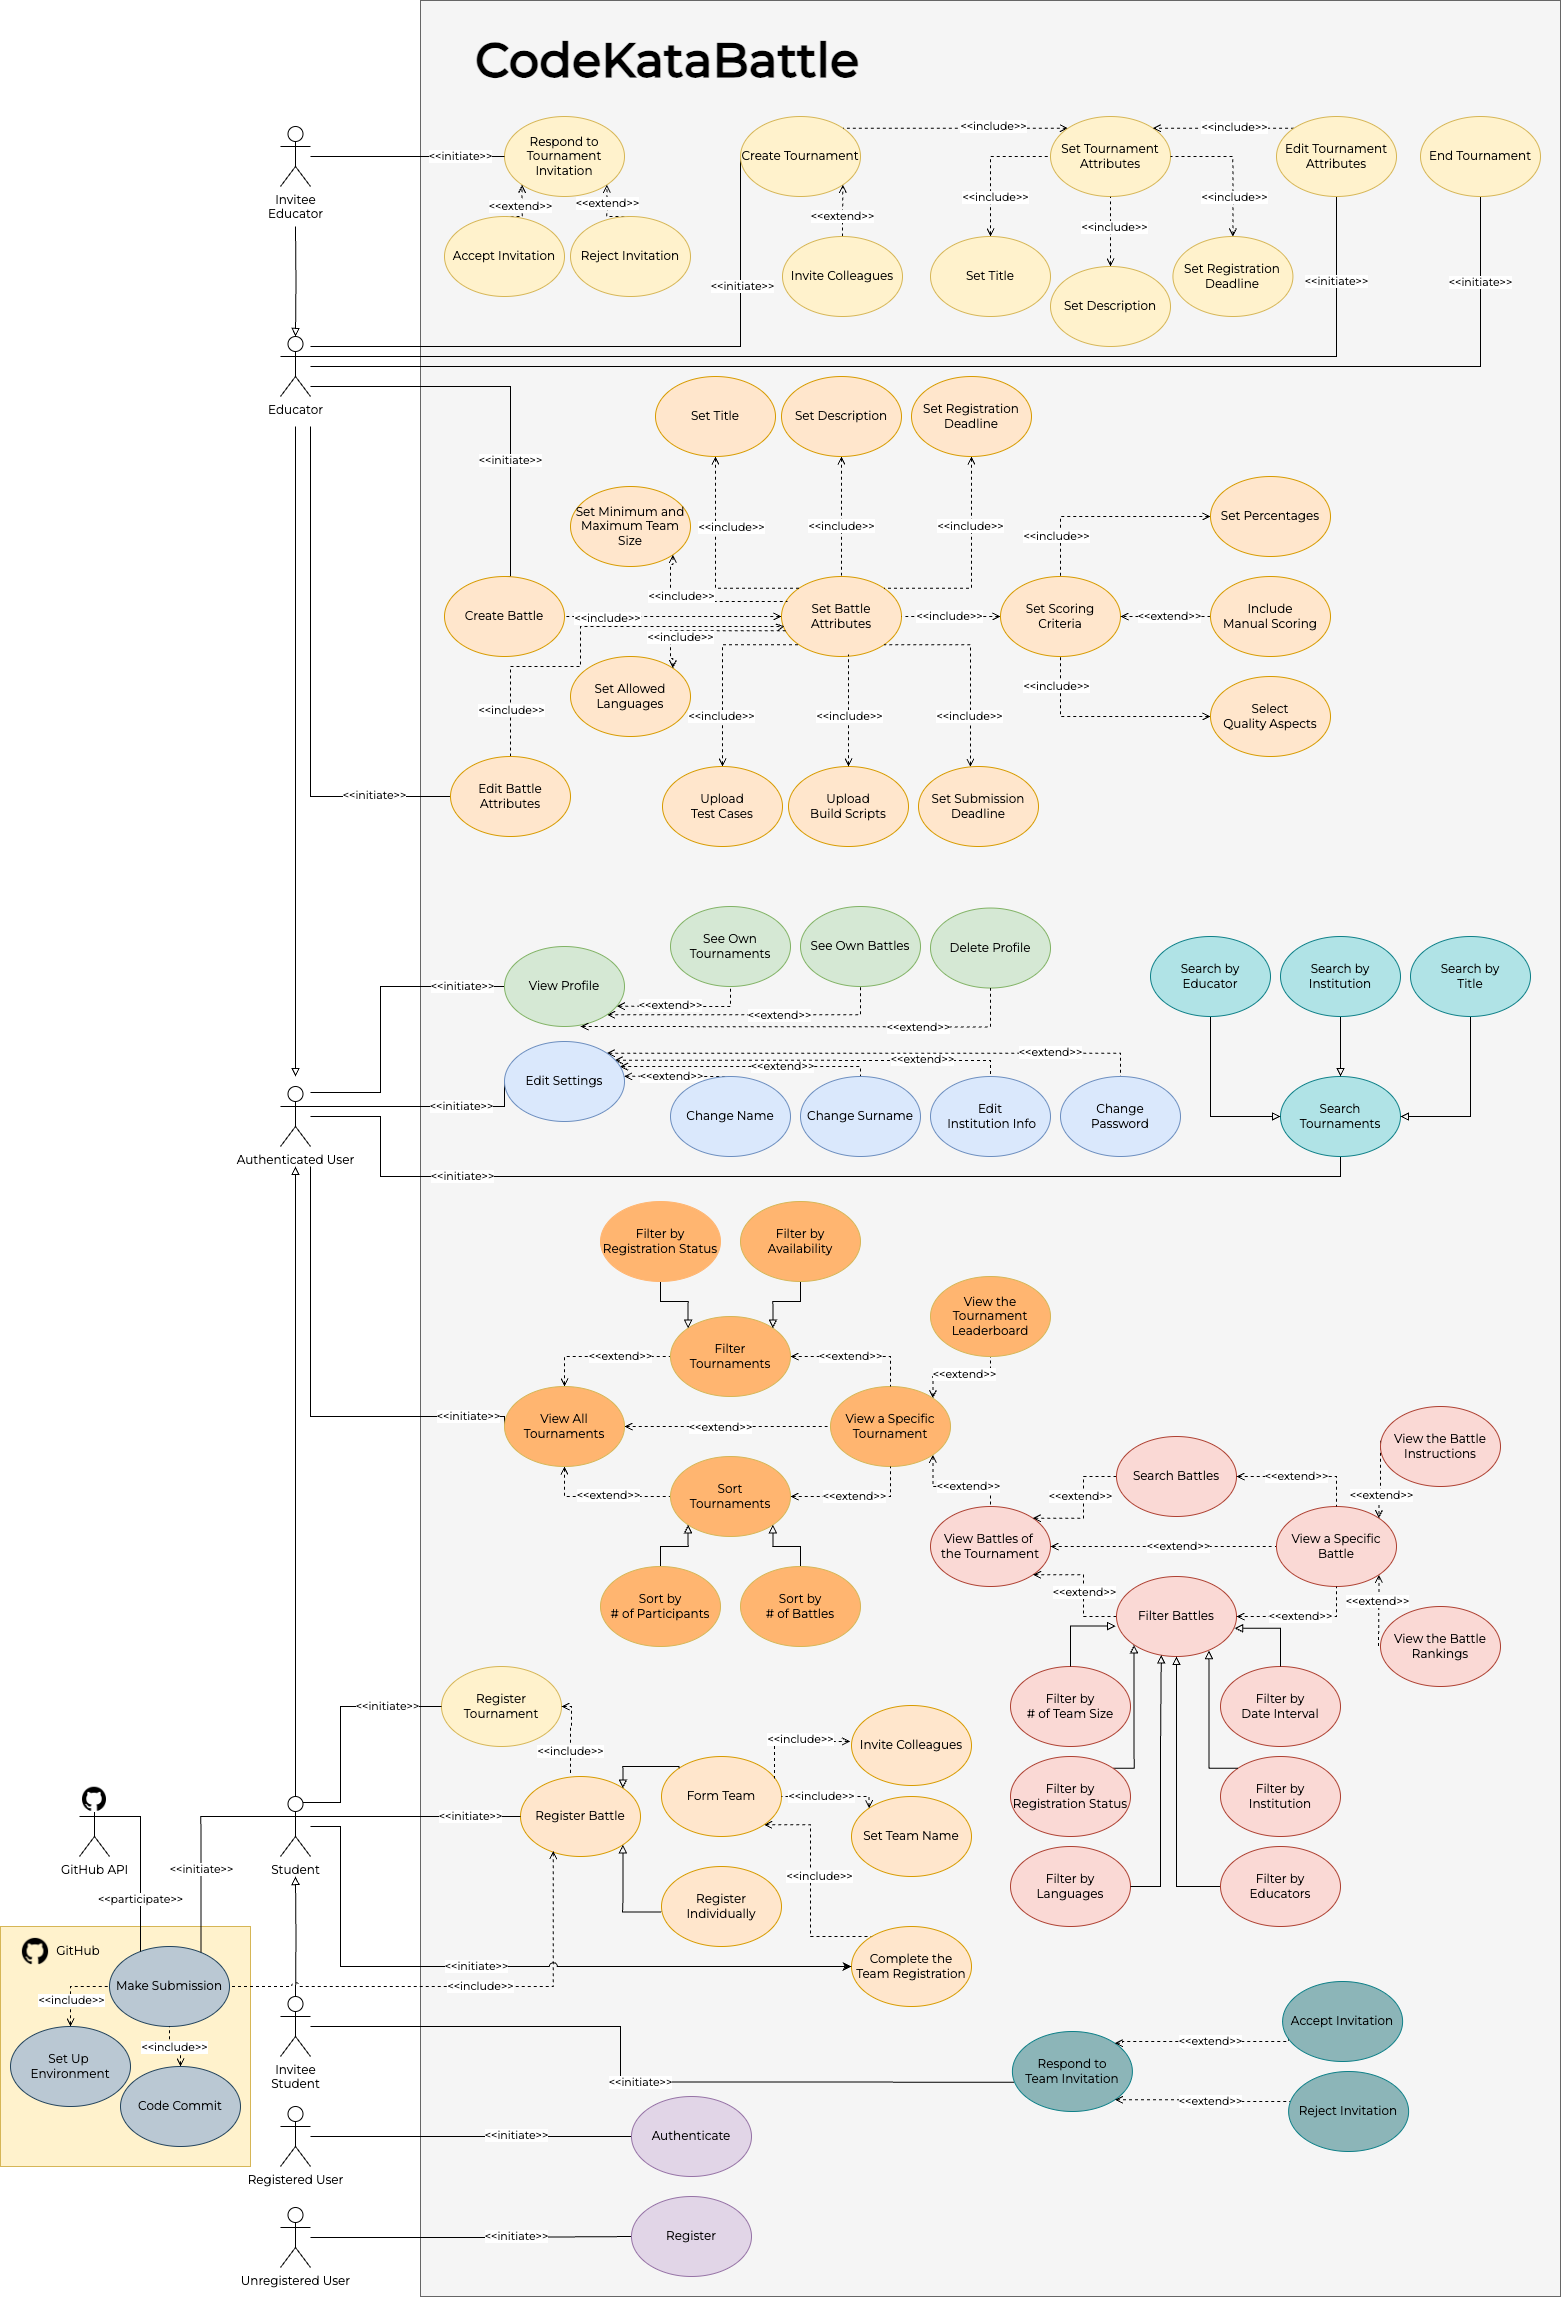 CodeKataBattle
Invitee
Educator
<<initiate>>
Respond to
Tournament
Invitation
<<extend>>
<<extend>>
Accept Invitation
Reject Invitation
Create Tournament
<<include>>
Set Tournament
Attributes
<<include>>
Edit Tournament
Attributes
End Tournament
<<extend>>
Invite Colleagues
<<include>>
<<include>>
<<include>>
Set Title
Set Description
Set Registration
Deadline
<<initiate>>
<<initiate>>
<<initiate>>
Educator
<<initiate>>
Set Title
Set Description
Set Registration
Deadline
Set Minimum and
Maximum Team
Size
<<include>>
<<include>>
<<include>>
<<include>>
Set Percentages
<<include>>
Create Battle
<<include>>
Set Battle
Attributes
<<include>>
Set Scoring
Criteria
<<extend>>
Include
Manual Scoring
<<include>>
Set Allowed
Languages
<<include>>
<<include>>
<<include>>
<<include>>
<<include>>
Select
Quality Aspects
<<initiate>>
Edit Battle
Attributes
Upload
Test Cases
Upload
Build Scripts
Set Submission
Deadline
See Own
Tournaments
See Own Battles
Delete Profile
<<initiate>>
View Profile
<<extend>>
<<extend>>
<<extend>>
Search by
Educator
Search by
Institution
Search by
Title
Edit Settings
<<extend>>
<<extend>>
<<extend>>
<<extend>>
<<initiate>>
Change Name
Change Surname
Edit
Institution Info
Change
Password
Search
Tournaments
Authenticated User
<<initiate>>
Filter by
Registration Status
Filter by
Availability
View the
Tournament
Leaderboard
Filter
Tournaments
<<extend>>
<<extend>>
<<extend>>
<<initiate>>
View All
Tournaments
<<extend>>
View a Specific
Tournament
Sort
Tournaments
<<extend>>
<<extend>>
<<extend>>
Sort by
# of Participants
Sort by
# of Battles
View the Battle
Instructions
Search Battles
<<extend>>
<<extend>>
<<extend>>
View Battles of
the Tournament
<<extend>>
View a Specific
Battle
<<extend>>
<<extend>>
<<extend>>
Filter Battles
View the Battle
Rankings
Filter by
# of Team Size
Filter by
Date Interval
Filter by
Registration Status
Filter by
Institution
Filter by
Languages
Filter by
Educators
<<initiate>>
Register
Tournament
<<include>>
<<include>>
Invite Colleagues
Form Team
<<include>>
Set Team Name
<<initiate>>
Register Battle
<<include>>
Register
Individually
GitHub API
<<initiate>>
Student
<<participate>>
GitHub
Make Submission
<<initiate>>
<<include>>
Complete the
Team Registration
<<include>>
<<include>>
Set Up
Environment
Code Commit
Invitee
Student
<<initiate>>
Respond to
Team Invitation
<<extend>>
<<extend>>
Accept Invitation
Reject Invitation
Registered User
<<initiate>>
Authenticate
Unregistered User
<<initiate>>
Register